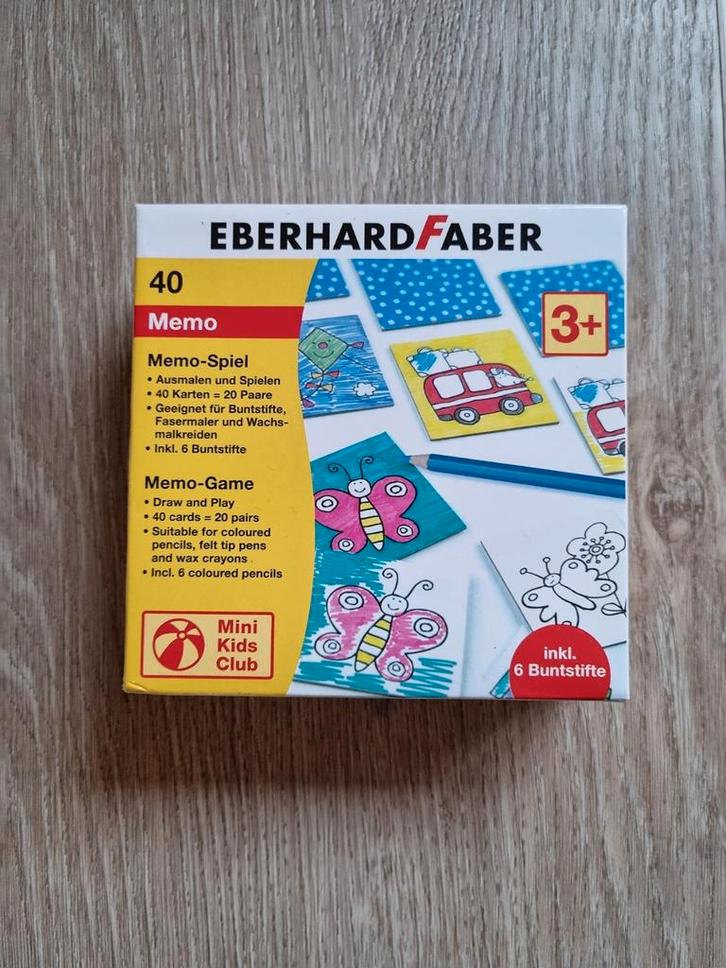 EBERHARDFABER
40
Memo
3+
Memo-Spiel
• Ausmalen und Spielen
• 40 Karten = 20 Paare
• Geeignet für Buntstifte,
Fasermaler und Wachs-
malkreiden
• Inkl. 6 Buntstifte
Memo-Game
• Draw and Play
• 40 cards = 20 pairs
• Suitable for coloured
pencils, felt tip pens
and wax crayons
• Incl. 6 coloured pencils
Mini
Kids
Club
inkl.
6 Buntstifte